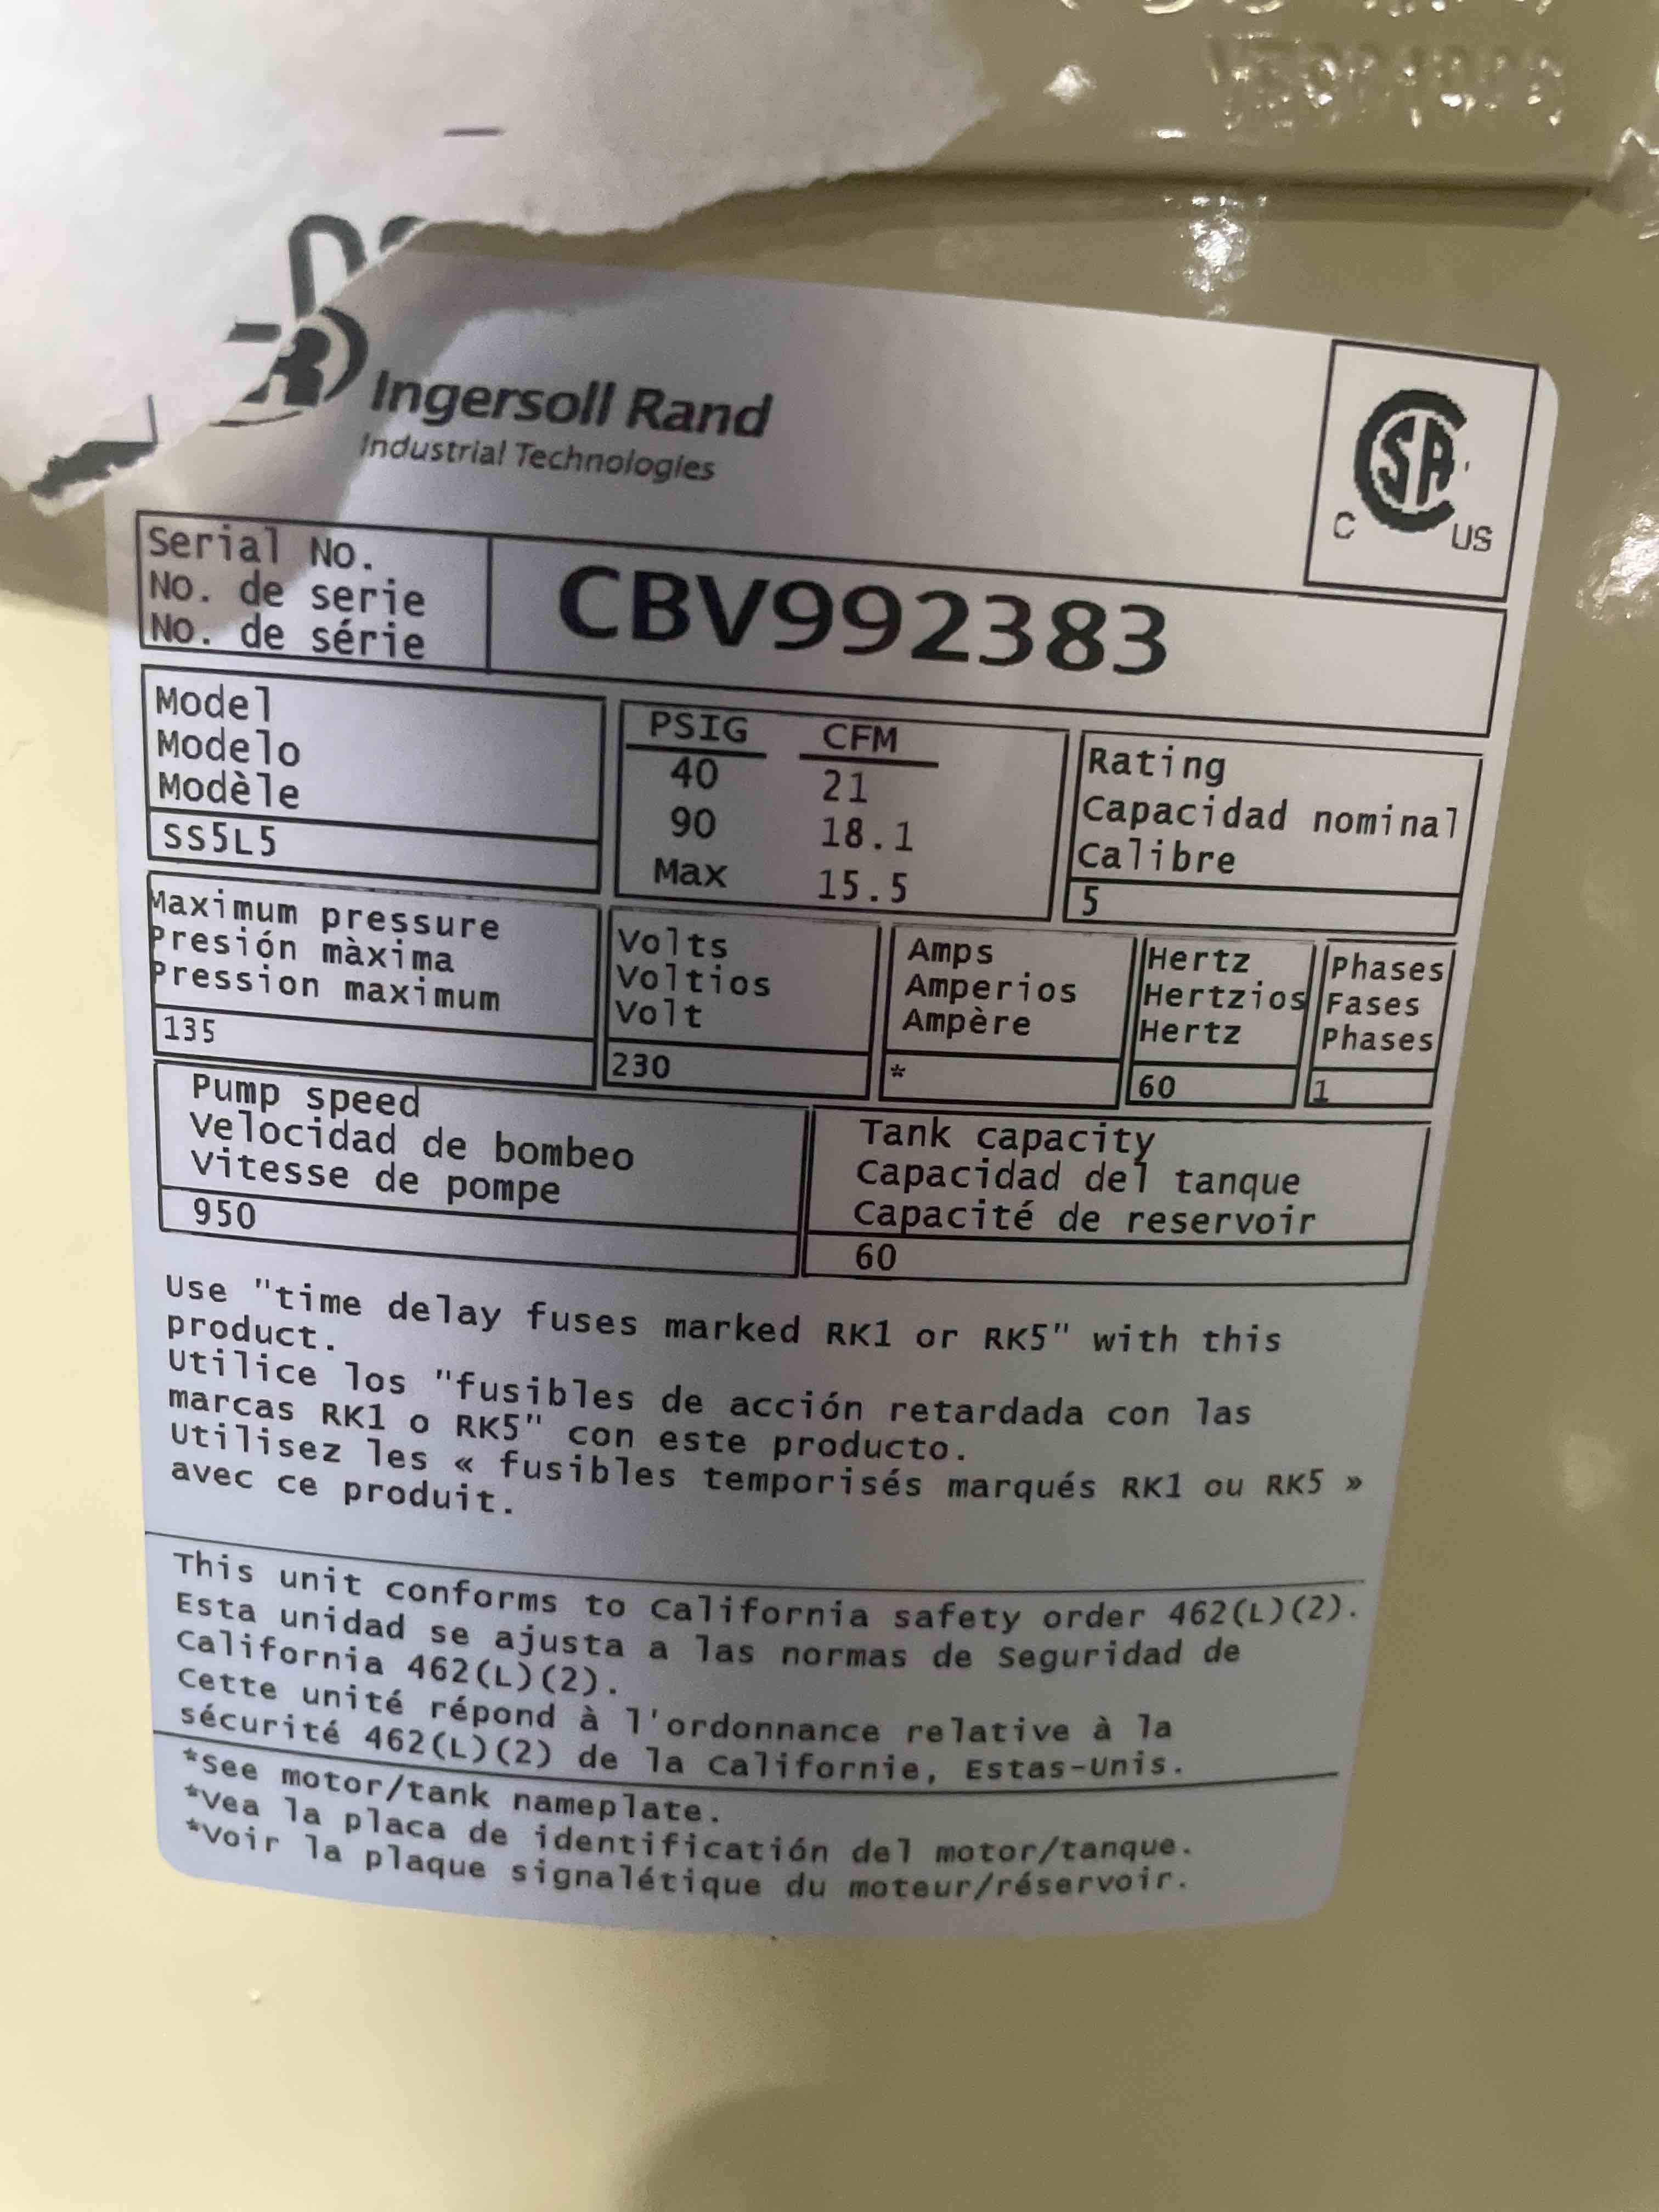 Ingersoll Rand
Industrial Technologies
SA
C US
Serial No.
No. de serie
No. de série
CBV992383
Model
Modelo
Modèle
SS5L5
PSIG CFM
40 21
90 18.1
Max 15.5
Rating
Capacidad nominal
Calibre
5
Maximum pressure
Presión màxima
Pression maximum
135
Volts
Voltios
Volt
230
Amps
Amperios
Ampère
*
Hertz
Hertzios
Hertz
60
Phases
Fases
Phases
1
Pump speed
Velocidad de bombeo
Vitesse de pompe
950
Tank capacity
Capacidad del tanque
Capacité de reservoir
60
Use "time delay fuses marked RK1 or RK5" with this
product.
Utilice los "fusibles de acción retardada con las
marcas RK1 o RK5" con este producto.
Utilisez les « fusibles temporisés marqués RK1 ou RK5 »
avec ce produit.
This unit conforms to California safety order 462(L)(2).
Esta unidad se ajusta a las normas de Seguridad de
California 462(L)(2).
Cette unité répond à l'ordonnance relative à la
sécurité 462(L)(2) de la Californie, Estas-Unis.
*See motor/tank nameplate.
*Vea la placa de identificatión del motor/tanque.
*Voir la plaque signalétique du moteur/réservoir.